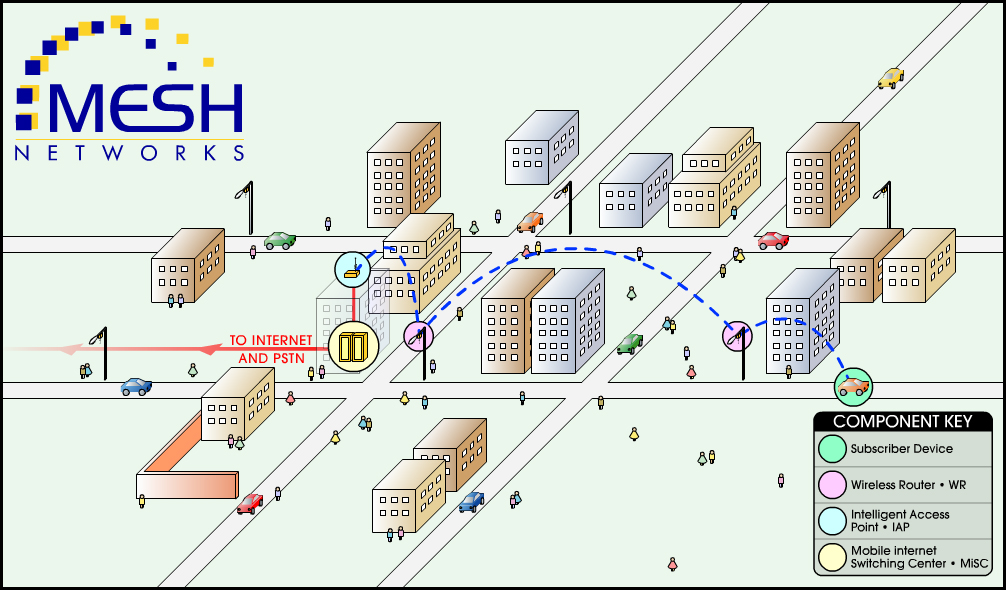 MESH
NETWORKS
TO INTERNET
AND PSTN
COMPONENT KEY
Subscriber Device
Wireless Router • WR
Intelligent Access
Point • IAP
Mobile internet
Switching Center • MiSC